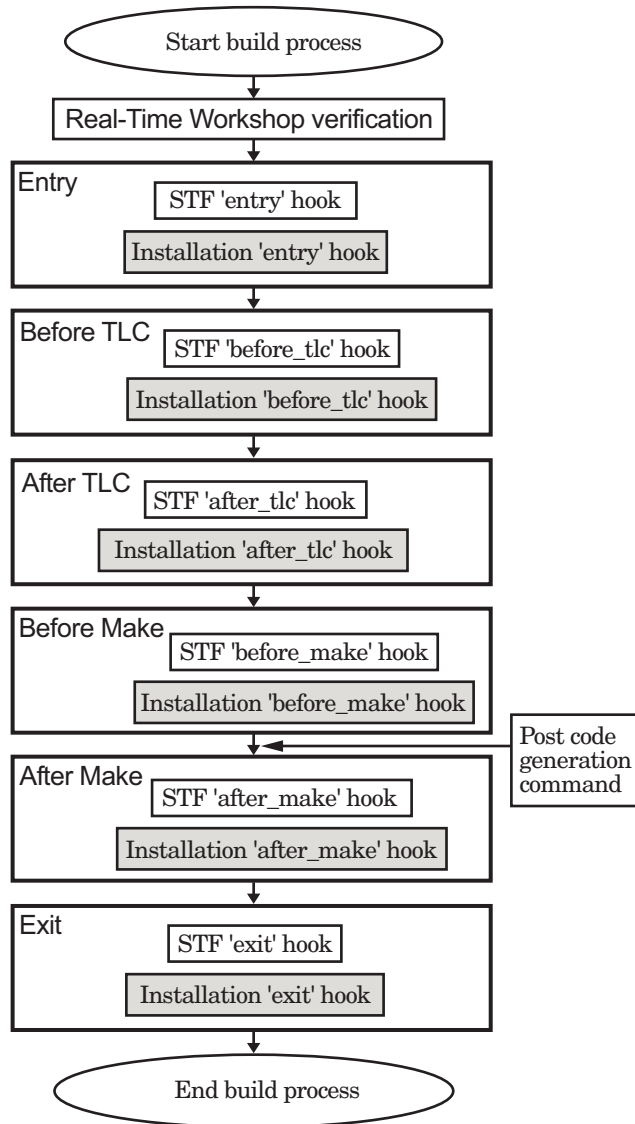 Start build process
Real-Time Workshop verification
Entry
STF 'entry' hook
Installation 'entry' hook
Before TLC
STF 'before_tlc' hook
Installation 'before_tlc' hook
After TLC
STF 'after_tlc' hook
Installation 'after_tlc' hook
Before Make
STF 'before_make' hook
Installation 'before_make' hook
Post code
generation
command
After Make
STF 'after_make' hook
Installation 'after_make' hook
Exit
STF 'exit' hook
Installation 'exit' hook
End build process